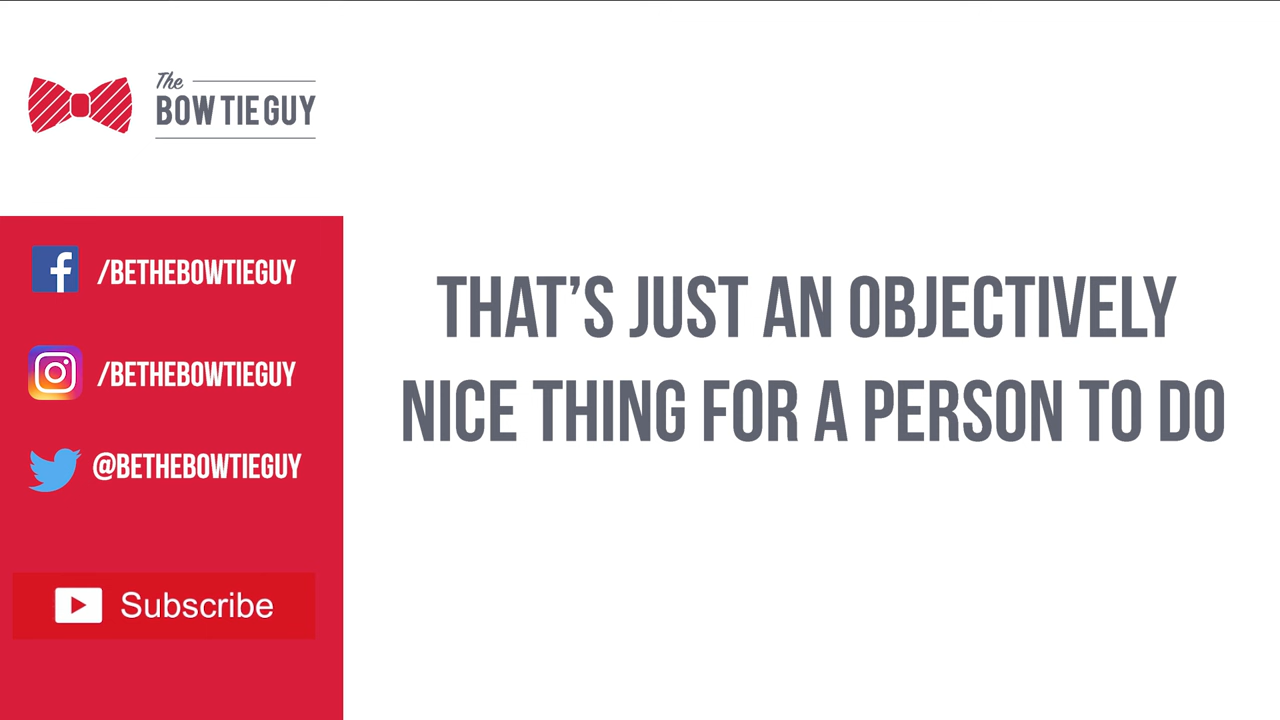 The
BOW TIE GUY
/BETHEBOWTIEGUY
/BETHEBOWTIEGUY
@BETHEBOWTIEGUY
Subscribe
THAT'S JUST AN OBJECTIVELY
NICE THING FOR A PERSON TO DO